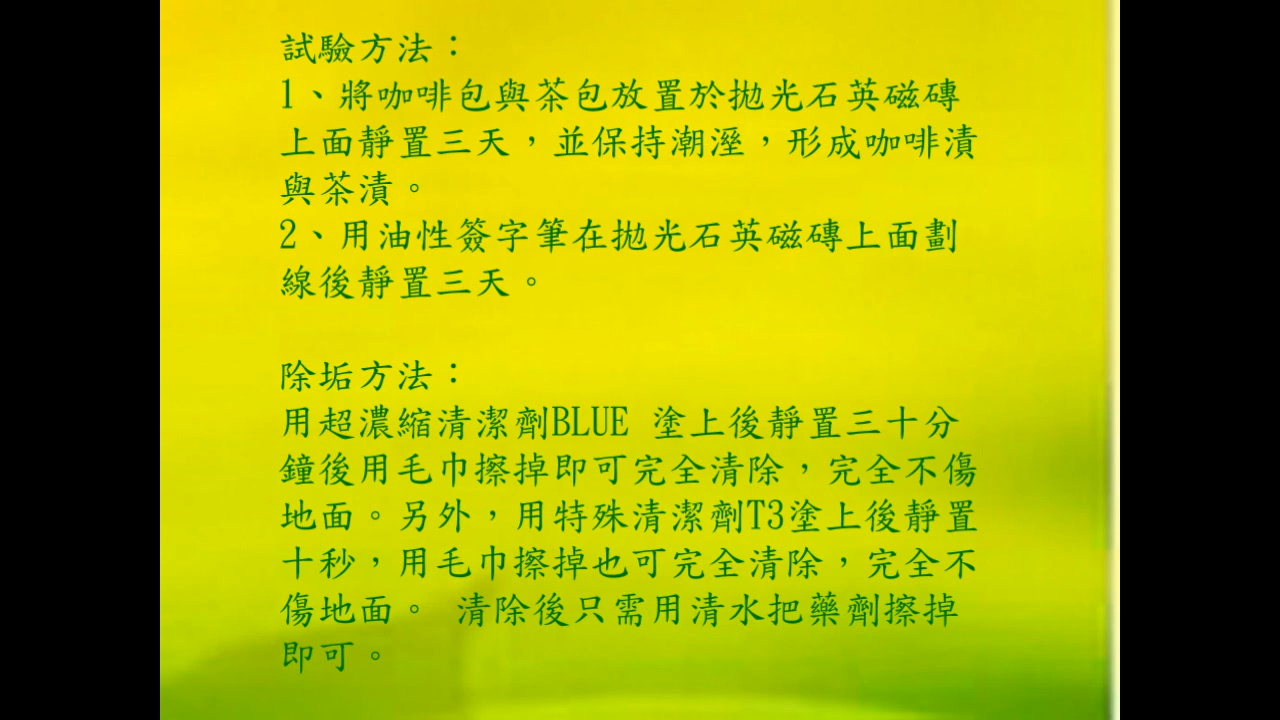 試驗方法：
1、將咖啡包與茶包放置於拋光石英磁磚
上面靜置三天，並保持潮溼，形成咖啡漬
與茶漬。
2、用油性簽字筆在拋光石英磁磚上面劃
線後靜置三天。
除垢方法：
用超濃縮清潔劑BLUE 塗上後靜置三十分
鐘後用毛巾擦掉即可完全清除，完全不傷
地面。另外，用特殊清潔劑T3塗上後靜置
十秒，用毛巾擦掉也可完全清除，完全不
傷地面。 清除後只需用清水把藥劑擦掉
即可。